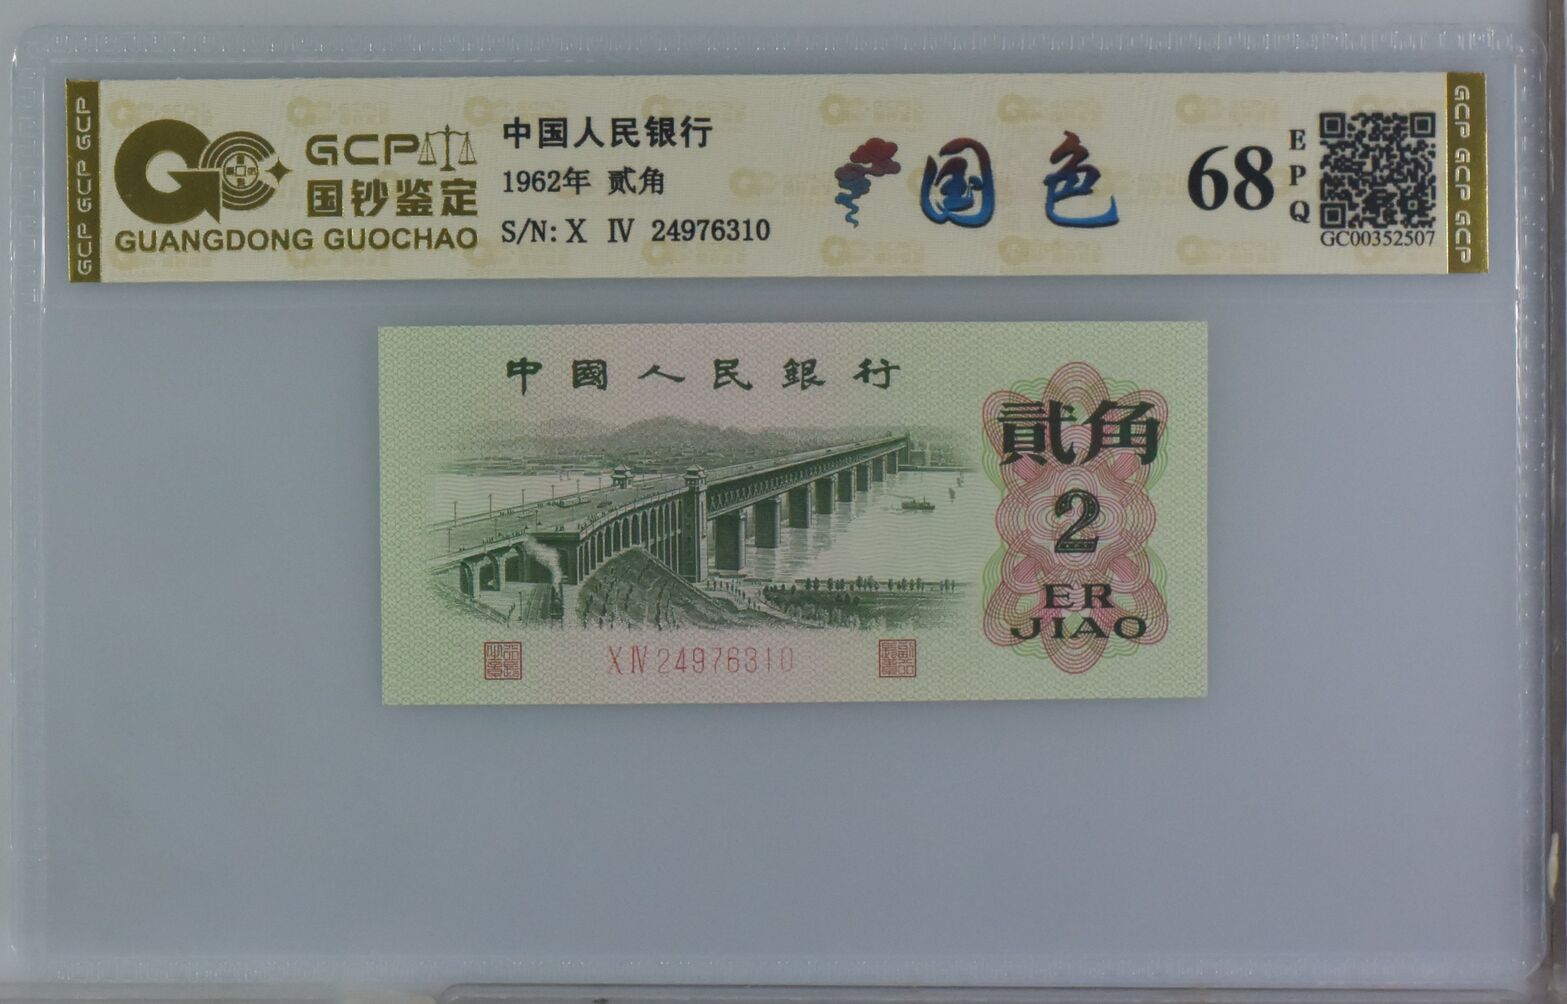 GCP GCP GCP
GCP
国钞鉴定
GUANGDONG GUOCHAO
中国人民银行
1962年 贰角
S/N: X Ⅳ 24976310
国色
68
EPQ
GC00352507
GCP GCP GCP
中國人民銀行
貳角
2
ER
JIAO
X Ⅳ 24976310